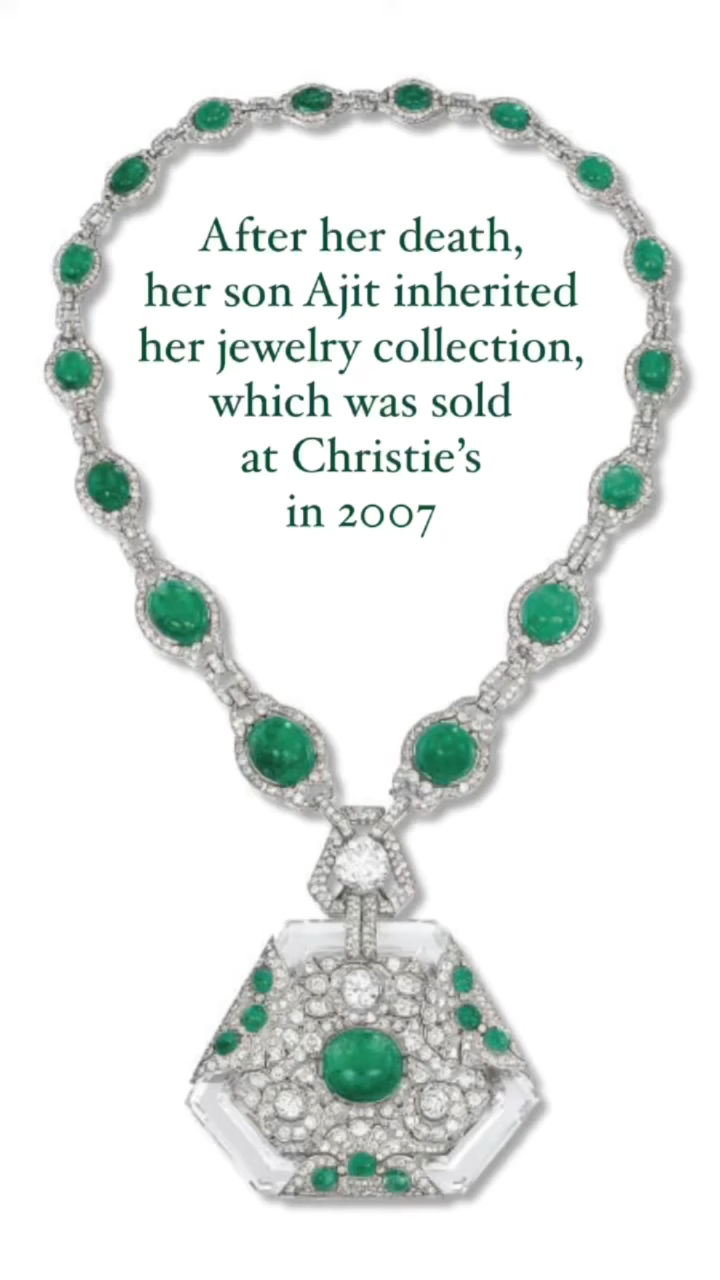 After her death,
her son Ajit inherited
her jewelry collection,
which was sold
at Christie’s
in 2007